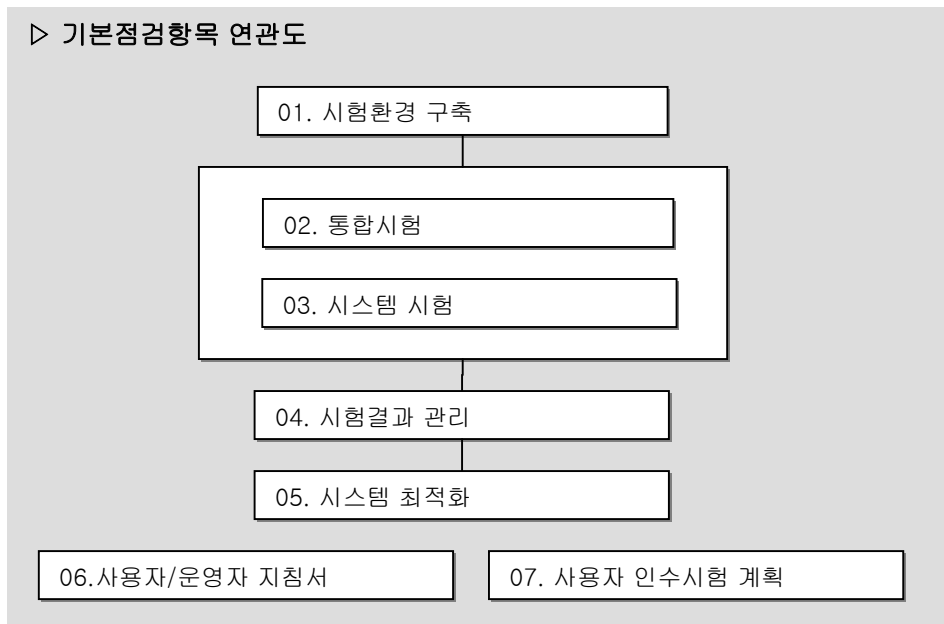 ▷ 기본점검항목 연관도
01. 시험환경 구축
02. 통합시험
03. 시스템 시험
04. 시험결과 관리
05. 시스템 최적화
06.사용자/운영자 지침서
07. 사용자 인수시험 계획